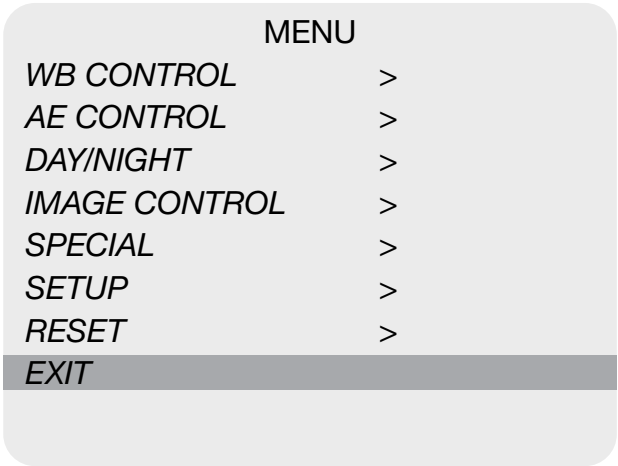 MENU
WB CONTROL >
AE CONTROL >
DAY/NIGHT >
IMAGE CONTROL >
SPECIAL >
SETUP >
RESET >
EXIT